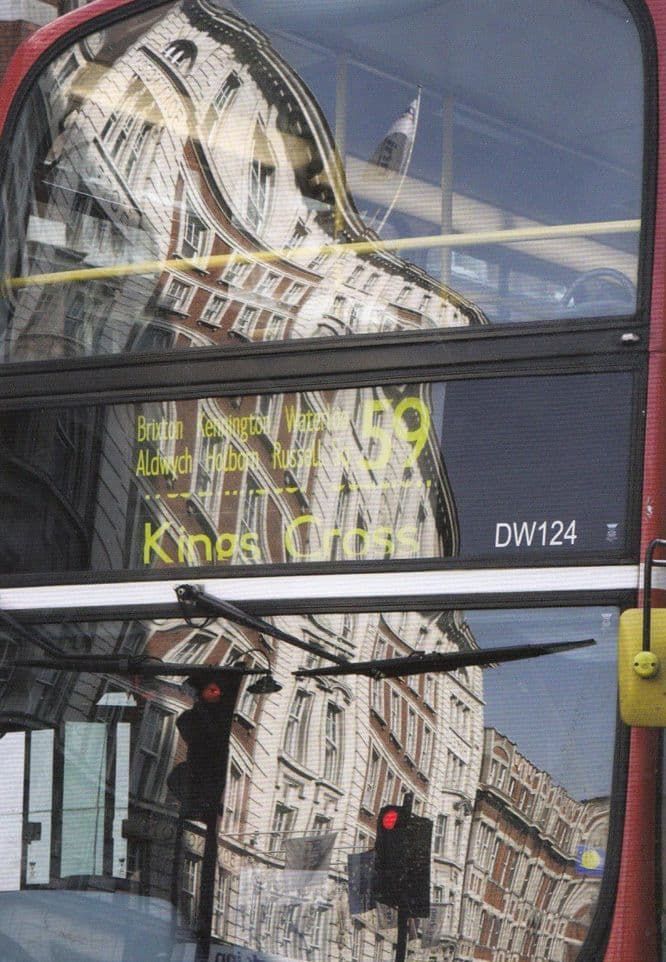 Brixton Kennington Waterloo
Aldwych Holborn Russell
59
Kings Cross
DW124